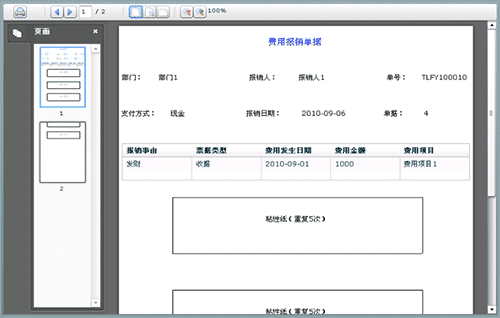 1 / 2 100%
页面
1
2
费用报销单据
部门： 部门1 报销人： 报销人1 单号： TLFY100010
支付方式： 现金 报销日期： 2010-09-06 单据： 4
报销事由 票据类型 费用发生日期 费用金额 费用项目
发财 收据 2010-09-01 1000 费用项目1
粘贴纸(重复5次)
粘贴纸(重复5次)